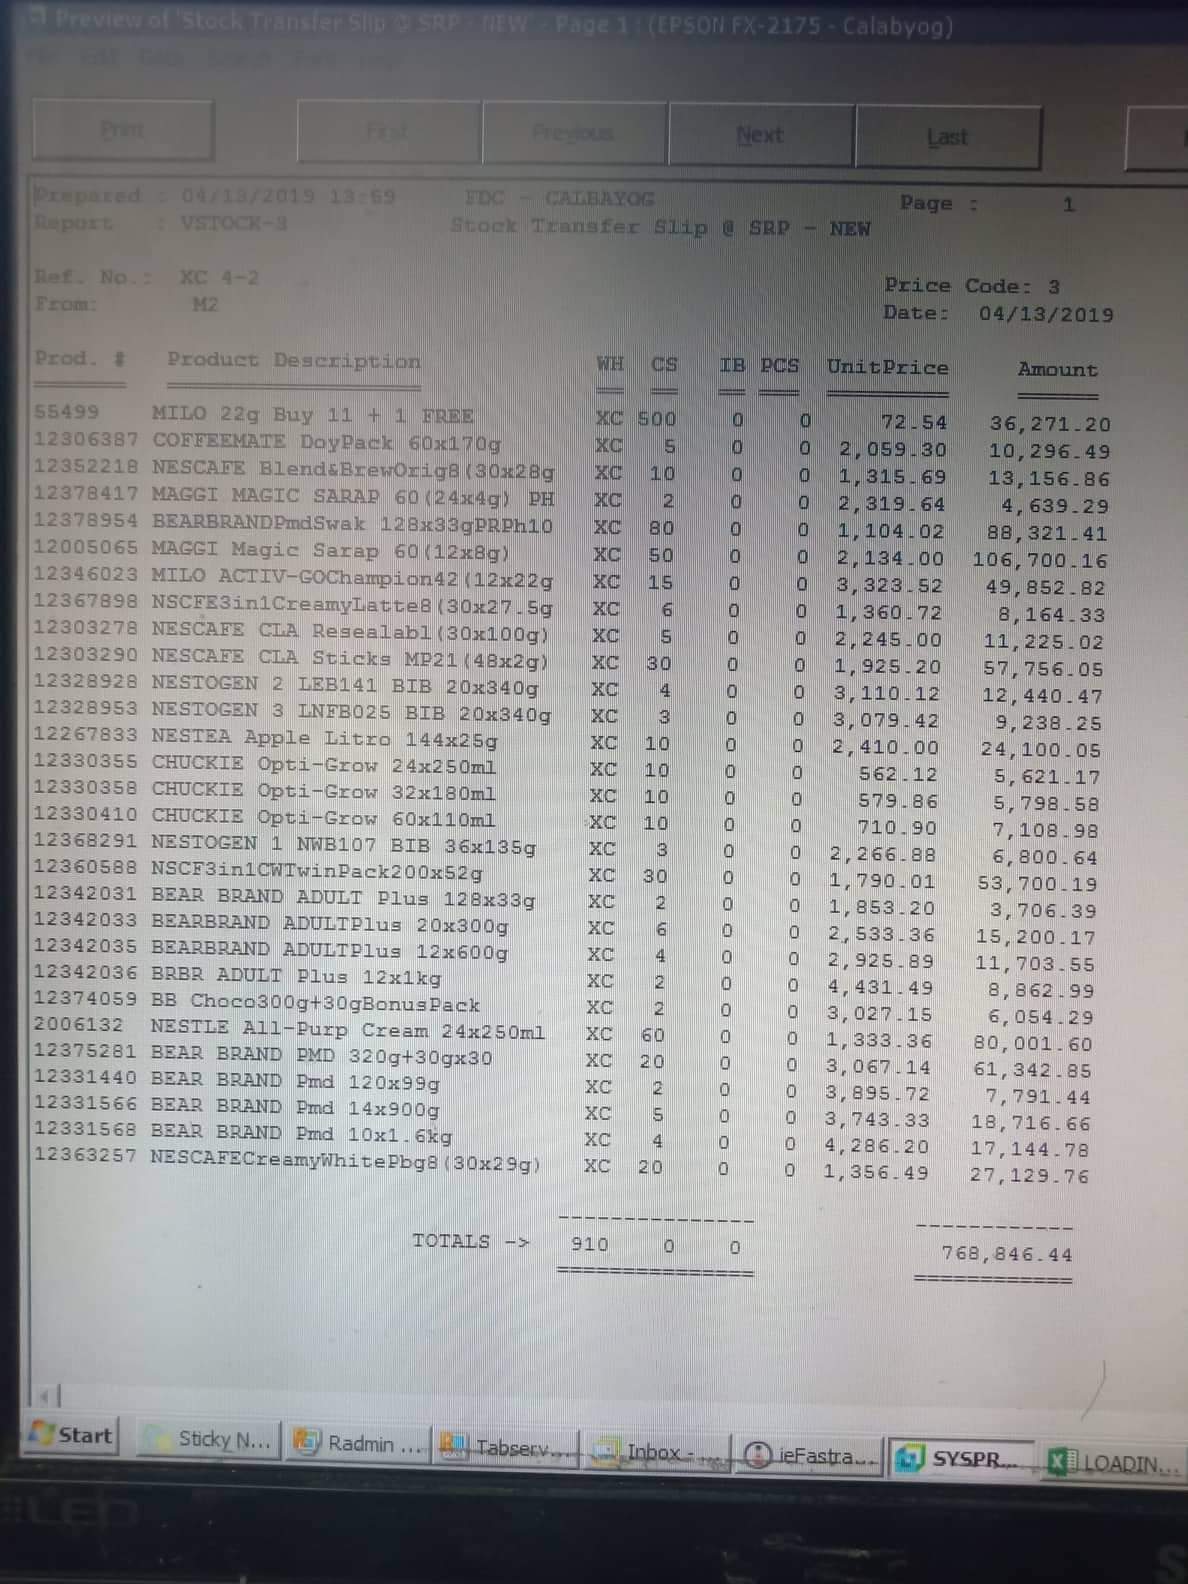 Preview of 'Stock Transfer Slip @ SRP - NEW' - Page 1 : (EPSON FX-2175 - Calabyog)
Print First Previous Next Last
Prepared : 04/13/2019 13:59 FDC - CALBAYOG Page : 1
Report : VSTOCK-3 Stock Transfer Slip @ SRP - NEW
Ref. No.: XC 4-2 Price Code: 3
From: M2 Date: 04/13/2019
Prod. # Product Description WH CS IB PCS UnitPrice Amount
55499 MILO 22g Buy 11 + 1 FREE XC 500 0 0 72.54 36,271.20
12306387 COFFEEMATE DoyPack 60x170g XC 5 0 0 2,059.30 10,296.49
12352218 NESCAFE Blend&BrewOrig8(30x28g XC 10 0 0 1,315.69 13,156.86
12378417 MAGGI MAGIC SARAP 60(24x4g) PH XC 2 0 0 2,319.64 4,639.29
12378954 BEARBRANDPmdSwak 128x33gPRPh10 XC 80 0 0 1,104.02 88,321.41
12005065 MAGGI Magic Sarap 60(12x8g) XC 50 0 0 2,134.00 106,700.16
12346023 MILO ACTIV-GOChampion42(12x22g XC 15 0 0 3,323.52 49,852.82
12367898 NSCFE3in1CreamyLatte8(30x27.5g XC 6 0 0 1,360.72 8,164.33
12303278 NESCAFE CLA Resealabl(30x100g) XC 5 0 0 2,245.00 11,225.02
12303290 NESCAFE CLA Sticks MP21(48x2g) XC 30 0 0 1,925.20 57,756.05
12328928 NESTOGEN 2 LEB141 BIB 20x340g XC 4 0 0 3,110.12 12,440.47
12328953 NESTOGEN 3 LNFB025 BIB 20x340g XC 3 0 0 3,079.42 9,238.25
12267833 NESTEA Apple Litro 144x25g XC 10 0 0 2,410.00 24,100.05
12330355 CHUCKIE Opti-Grow 24x250ml XC 10 0 0 562.12 5,621.17
12330358 CHUCKIE Opti-Grow 32x180ml XC 10 0 0 579.86 5,798.58
12330410 CHUCKIE Opti-Grow 60x110ml XC 10 0 0 710.90 7,108.98
12368291 NESTOGEN 1 NWB107 BIB 36x135g XC 3 0 0 2,266.88 6,800.64
12360588 NSCF3in1CWTwinPack200x52g XC 30 0 0 1,790.01 53,700.19
12342031 BEAR BRAND ADULT Plus 128x33g XC 2 0 0 1,853.20 3,706.39
12342033 BEARBRAND ADULTPlus 20x300g XC 6 0 0 2,533.36 15,200.17
12342035 BEARBRAND ADULTPlus 12x600g XC 4 0 0 2,925.89 11,703.55
12342036 BRBR ADULT Plus 12x1kg XC 2 0 0 4,431.49 8,862.99
12374059 BB Choco300g+30gBonusPack XC 2 0 0 3,027.15 6,054.29
2006132 NESTLE All-Purp Cream 24x250ml XC 60 0 0 1,333.36 80,001.60
12375281 BEAR BRAND PMD 320g+30gx30 XC 20 0 0 3,067.14 61,342.85
12331440 BEAR BRAND Pmd 120x99g XC 2 0 0 3,895.72 7,791.44
12331566 BEAR BRAND Pmd 14x900g XC 5 0 0 3,743.33 18,716.66
12331568 BEAR BRAND Pmd 10x1.6kg XC 4 0 0 4,286.20 17,144.78
12363257 NESCAFECreamyWhitePbg8(30x29g) XC 20 0 0 1,356.49 27,129.76
TOTALS -> 910 0 0 768,846.44
Start Sticky N... Radmin ... Tabserv... Inbox - ... ieFastra... SYSPR... LOADIN...
LED